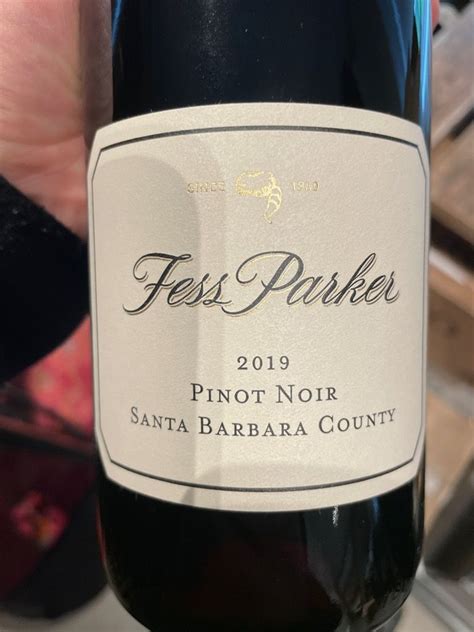 SINCE
Fess Parker
2019
PINOT NOIR
SANTA BARBARA COUNTY